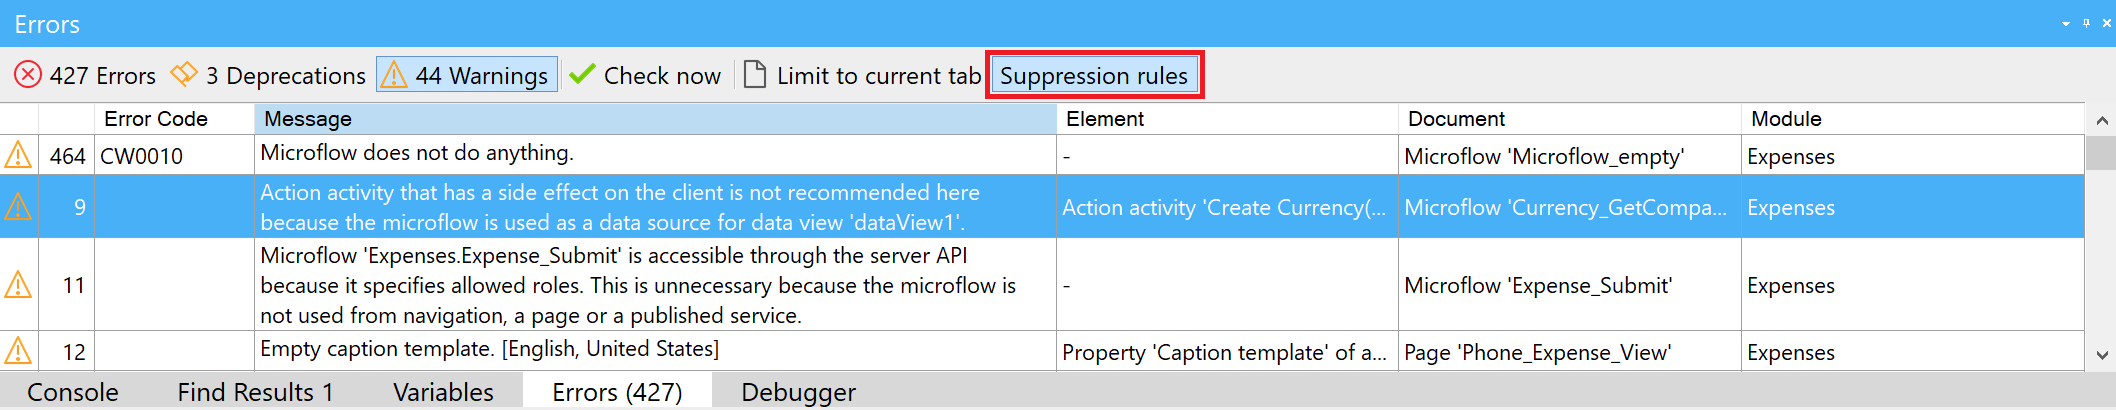 Errors
427 Errors 3 Deprecations 44 Warnings Check now Limit to current tab Suppression rules
Error Code Message Element Document Module
464 CW0010 Microflow does not do anything. - Microflow 'Microflow_empty' Expenses
Action activity that has a side effect on the client is not recommended here
9 because the microflow is used as a data source for data view 'dataView1'. Action activity 'Create Currency(... Microflow 'Currency_GetCompa... Expenses
Microflow 'Expenses.Expense_Submit' is accessible through the server API
11 because it specifies allowed roles. This is unnecessary because the microflow is - Microflow 'Expense_Submit' Expenses
not used from navigation, a page or a published service.
12 Empty caption template. [English, United States] Property 'Caption template' of a... Page 'Phone_Expense_View' Expenses
Console Find Results 1 Variables Errors (427) Debugger